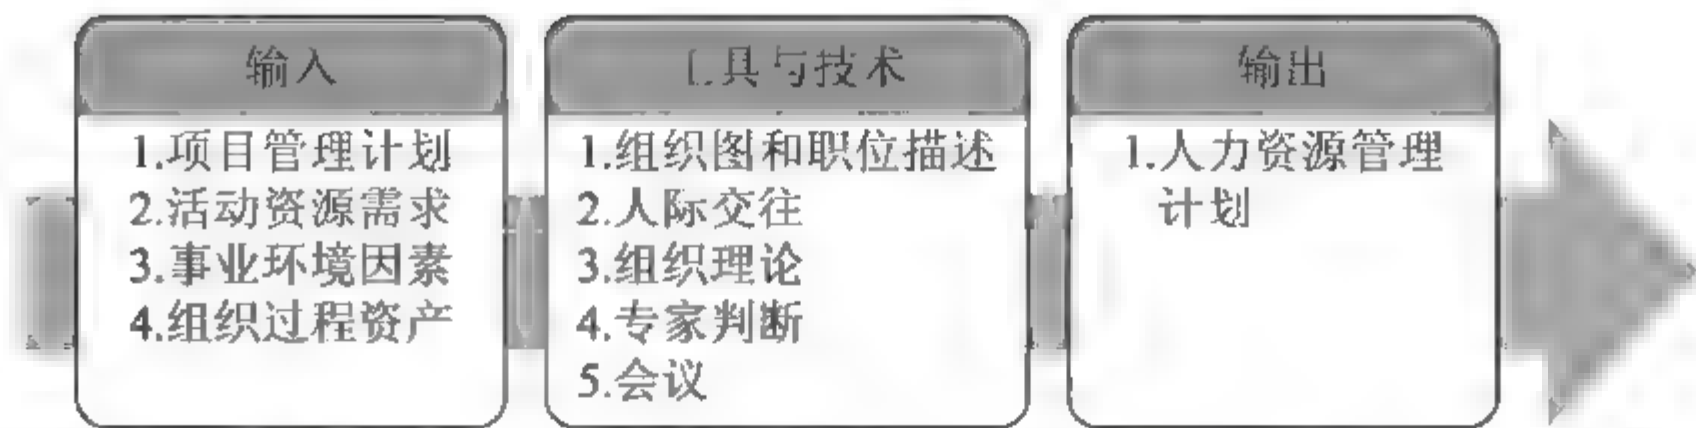 输入
1.项目管理计划
2.活动资源需求
3.事业环境因素
4.组织过程资产
工具与技术
1.组织图和职位描述
2.人际交往
3.组织理论
4.专家判断
5.会议
输出
1.人力资源管理
计划